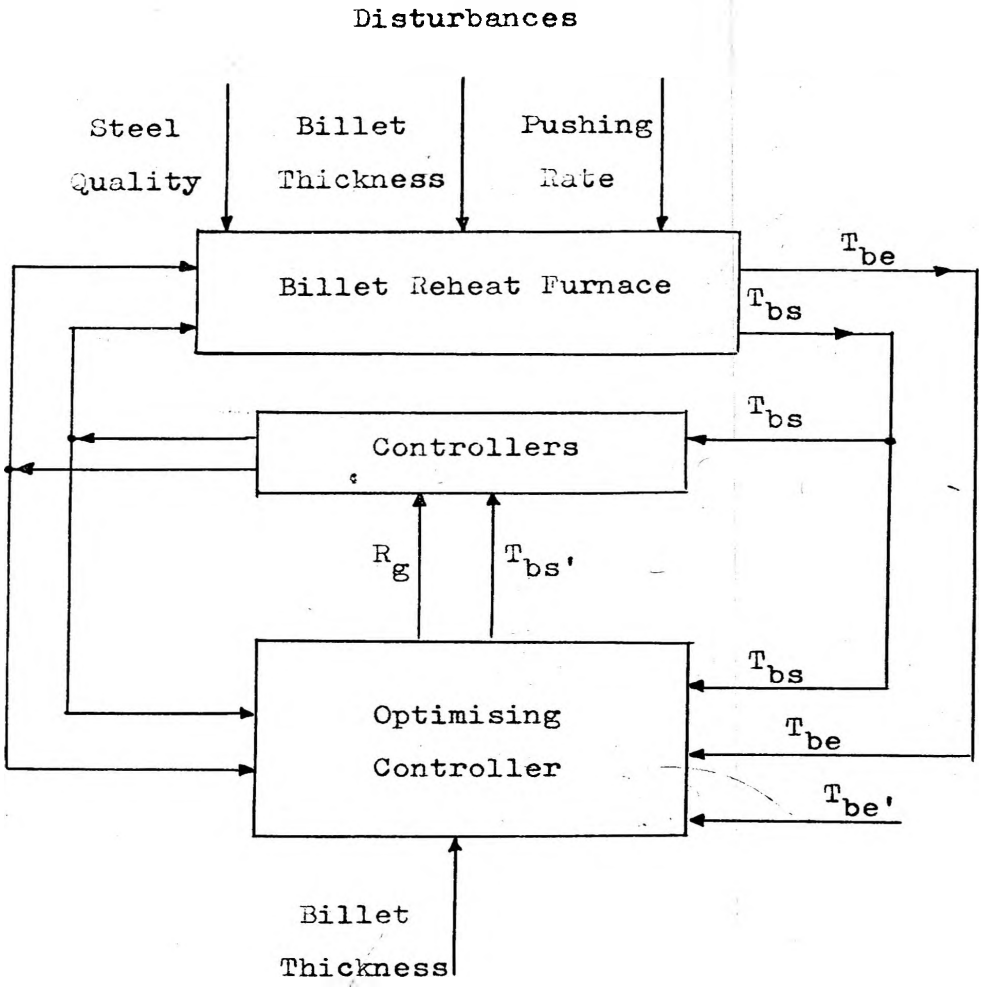 Disturbances
Steel
Quality
Billet
Thickness
Pushing
Rate
Billet Reheat Furnace
T_be
T_bs
T_bs
Controllers
R_g
T_bs'
Optimising
Controller
T_bs
T_be
T_be'
Billet
Thickness